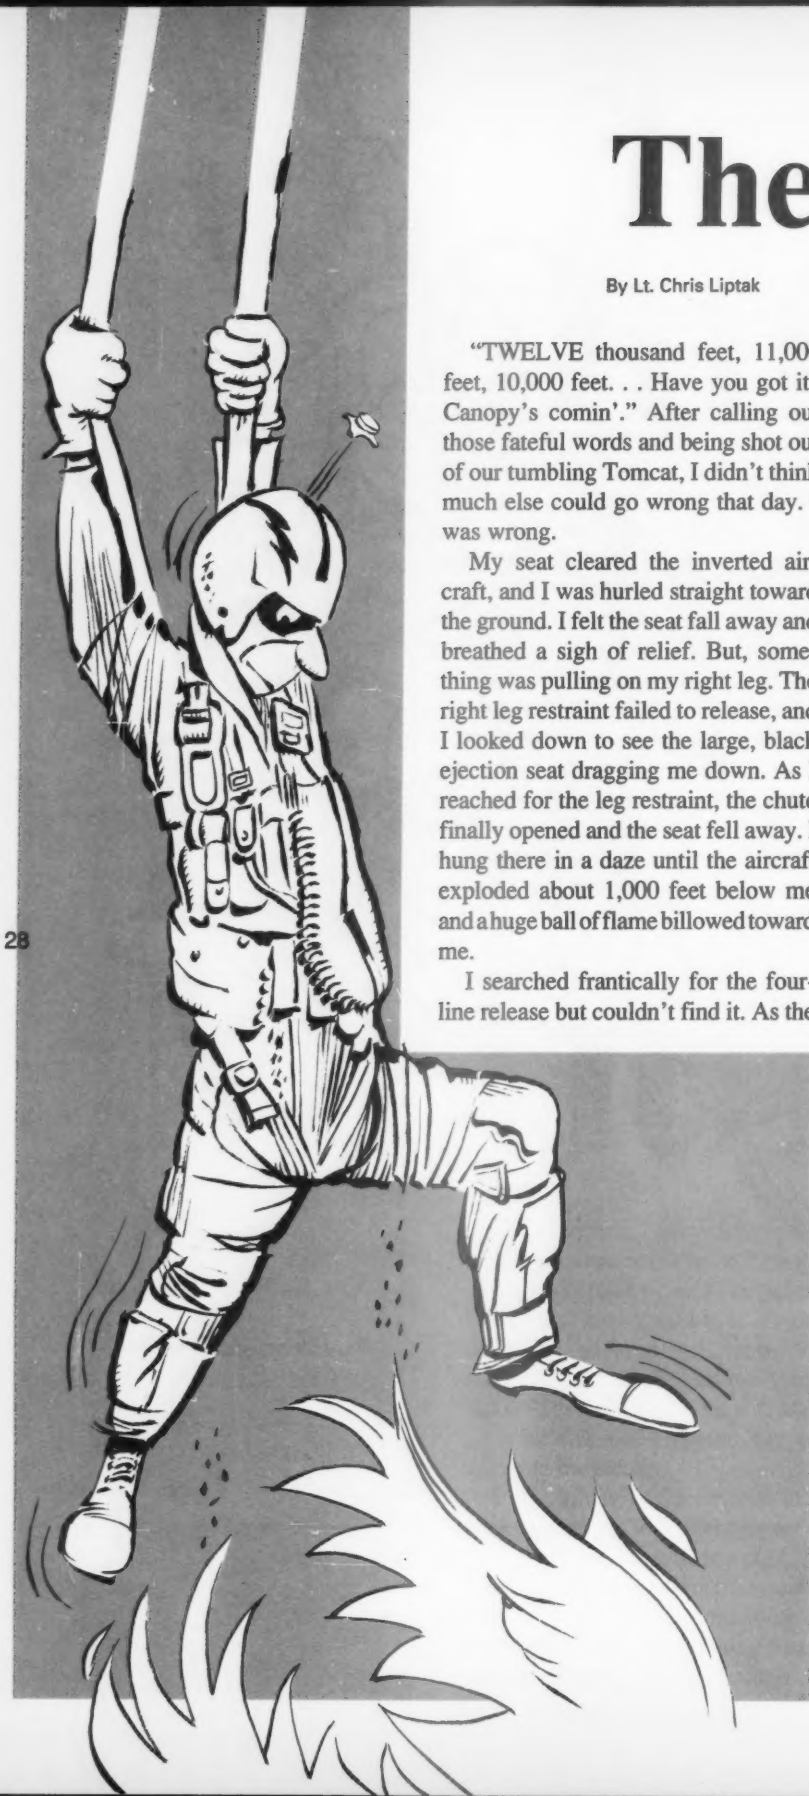 The
By Lt. Chris Liptak
“TWELVE thousand feet, 11,00
feet, 10,000 feet. . . Have you got it
Canopy’s comin’.” After calling ou
those fateful words and being shot ou
of our tumbling Tomcat, I didn’t think
much else could go wrong that day.
was wrong.
My seat cleared the inverted air-
craft, and I was hurled straight toward
the ground. I felt the seat fall away and
breathed a sigh of relief. But, some-
thing was pulling on my right leg. The
right leg restraint failed to release, and
I looked down to see the large, black
ejection seat dragging me down. As I
reached for the leg restraint, the chute
finally opened and the seat fell away. I
hung there in a daze until the aircraf
exploded about 1,000 feet below me
and a huge ball of flame billowed toward
me.
I searched frantically for the four-
line release but couldn’t find it. As the
28